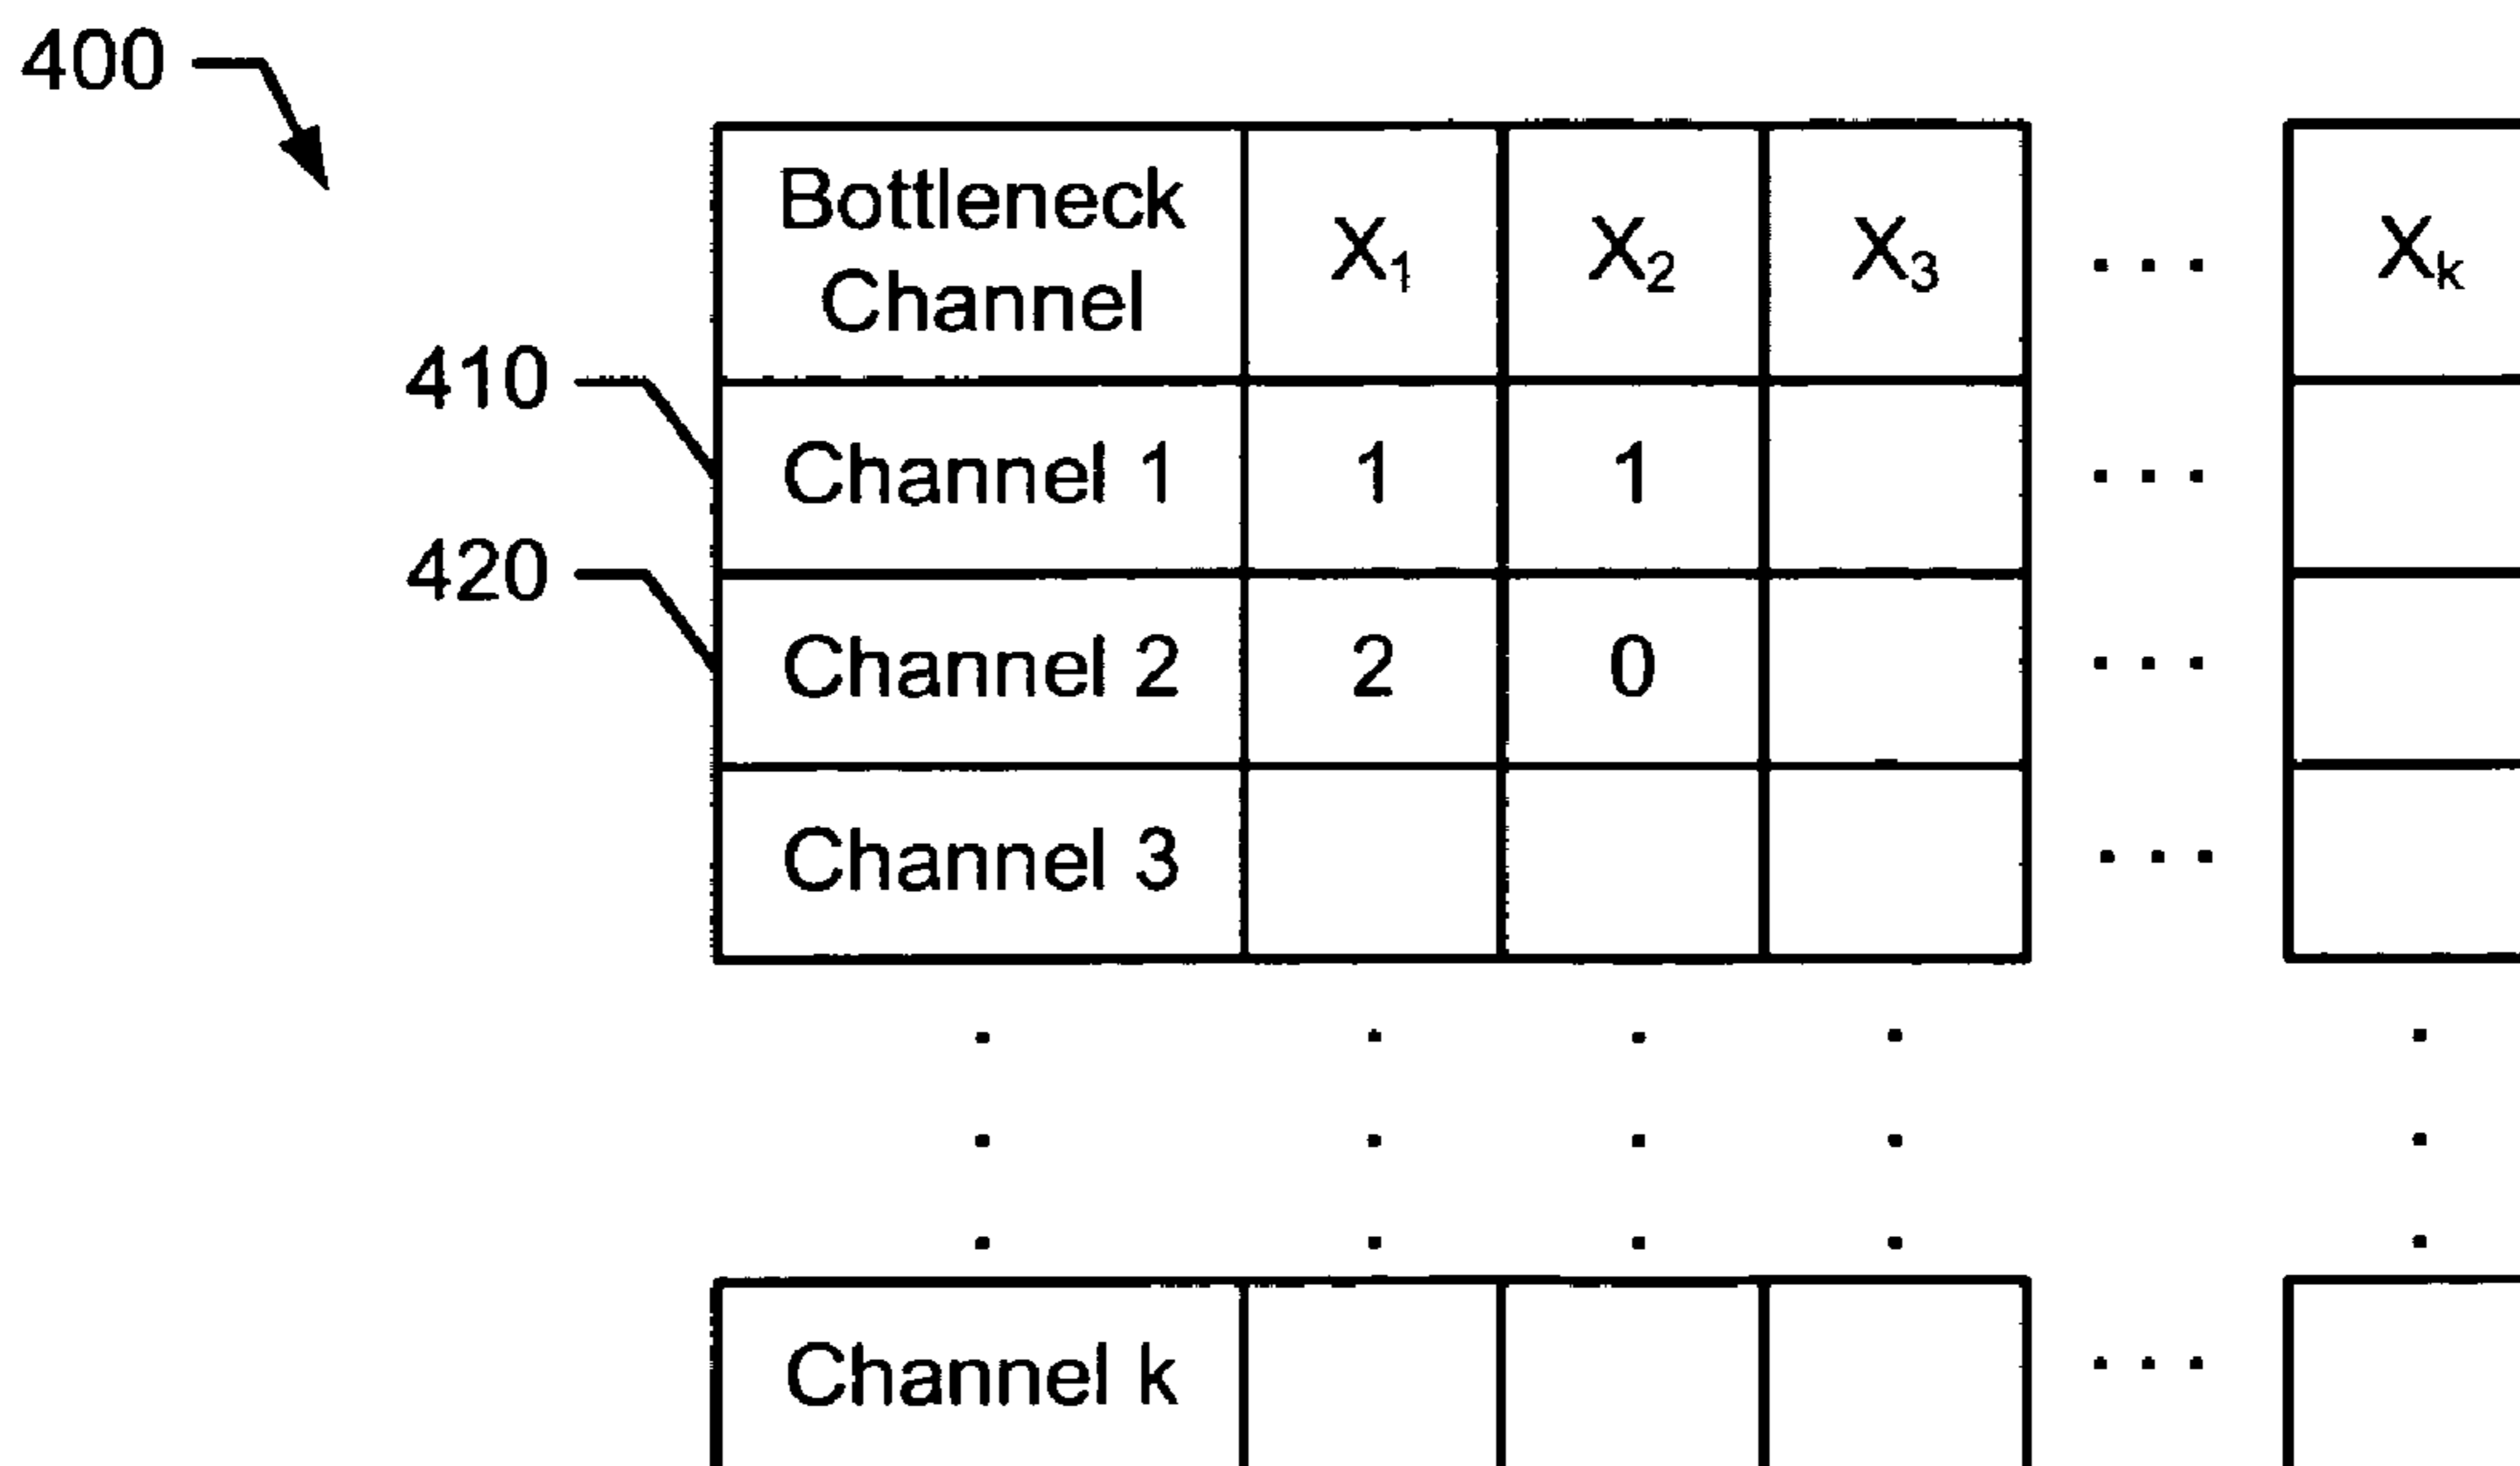 400
Bottleneck Channel X₁ X₂ X₃ ... Xₖ
410
Channel 1 1 1 ...
420
Channel 2 2 0 ...
Channel 3 ...
Channel k ...